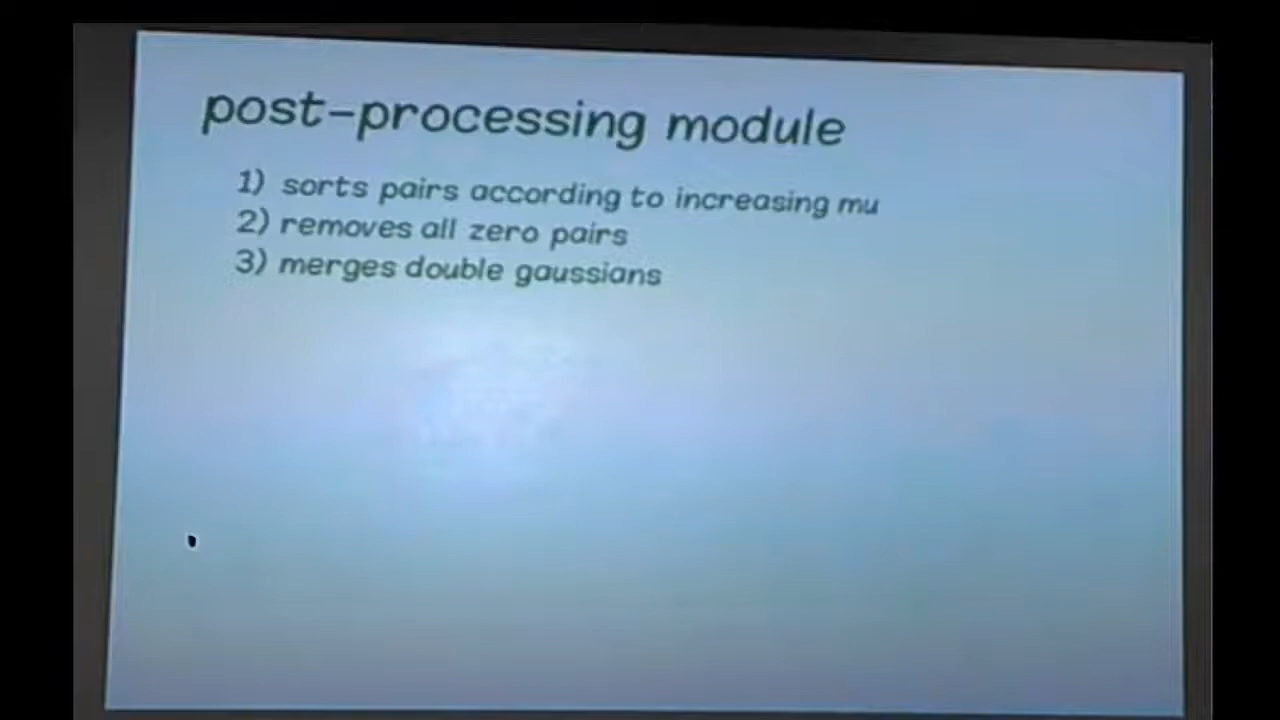 post-processing module
1) sorts pairs according to increasing mu
2) removes all zero pairs
3) merges double gaussians